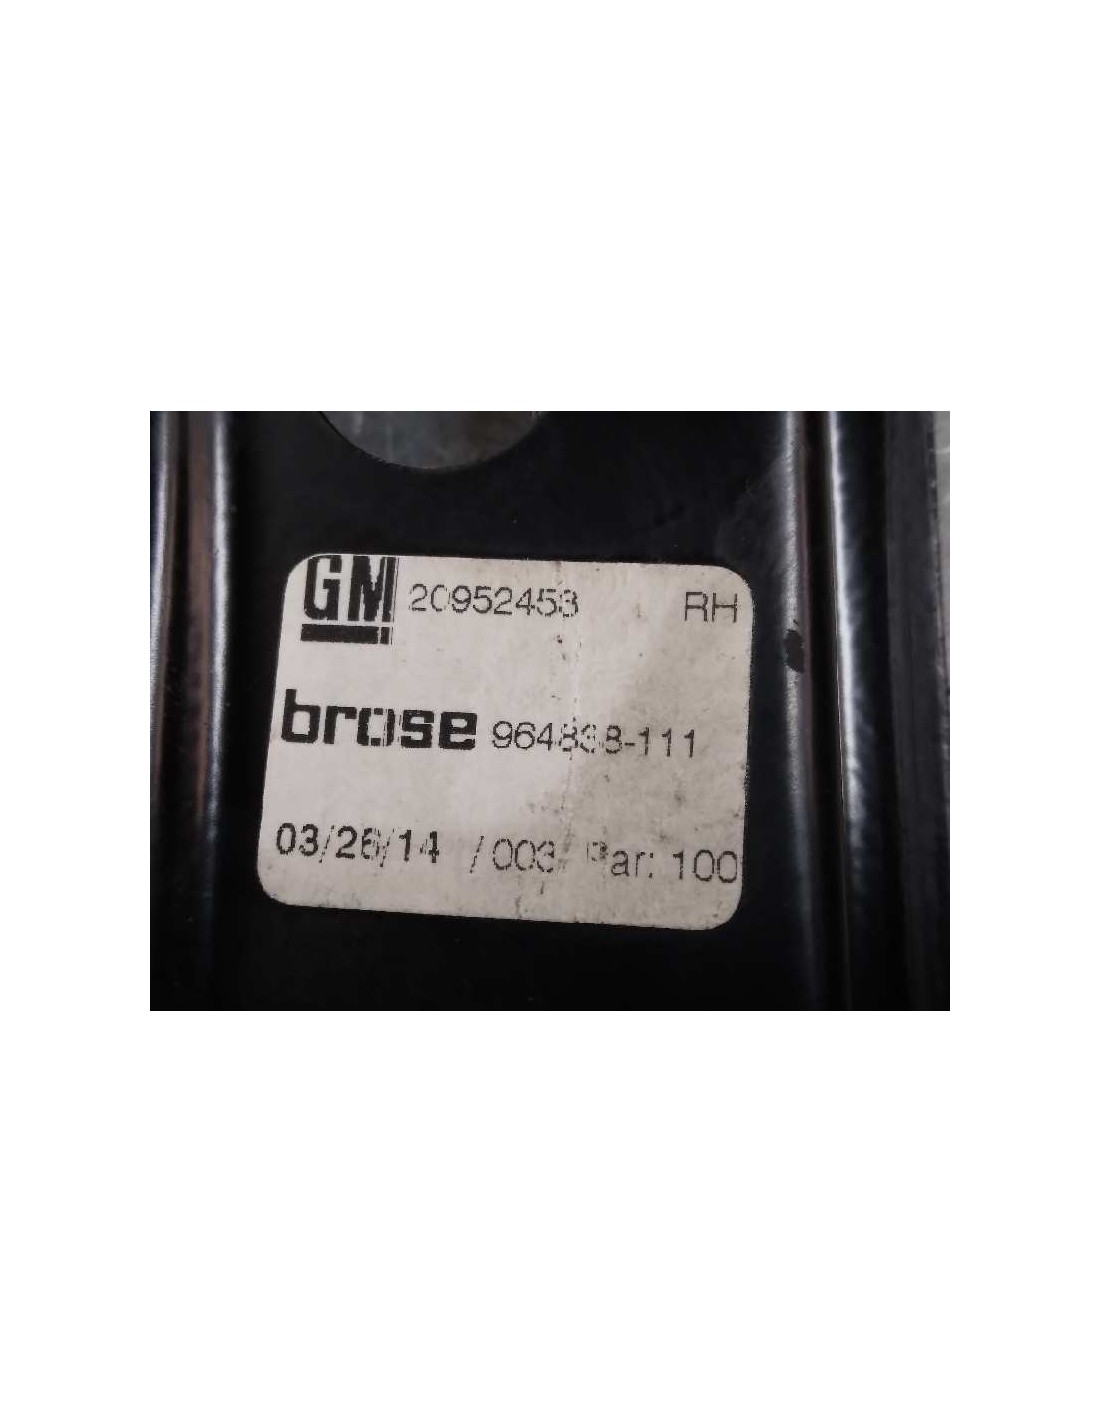 GM 20952453 RH
brose 964838-111
03/26/14 /003 Par: 100